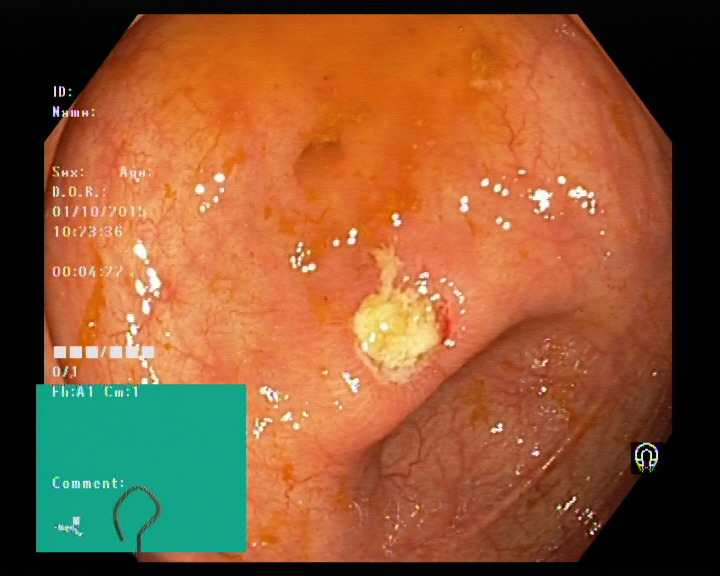 ID:
Name:
Sex: Age:
D.O.B.:
01/10/2015
10:23:36
00:04:22
0/1
Eh:A1 Cm:1
Comment: